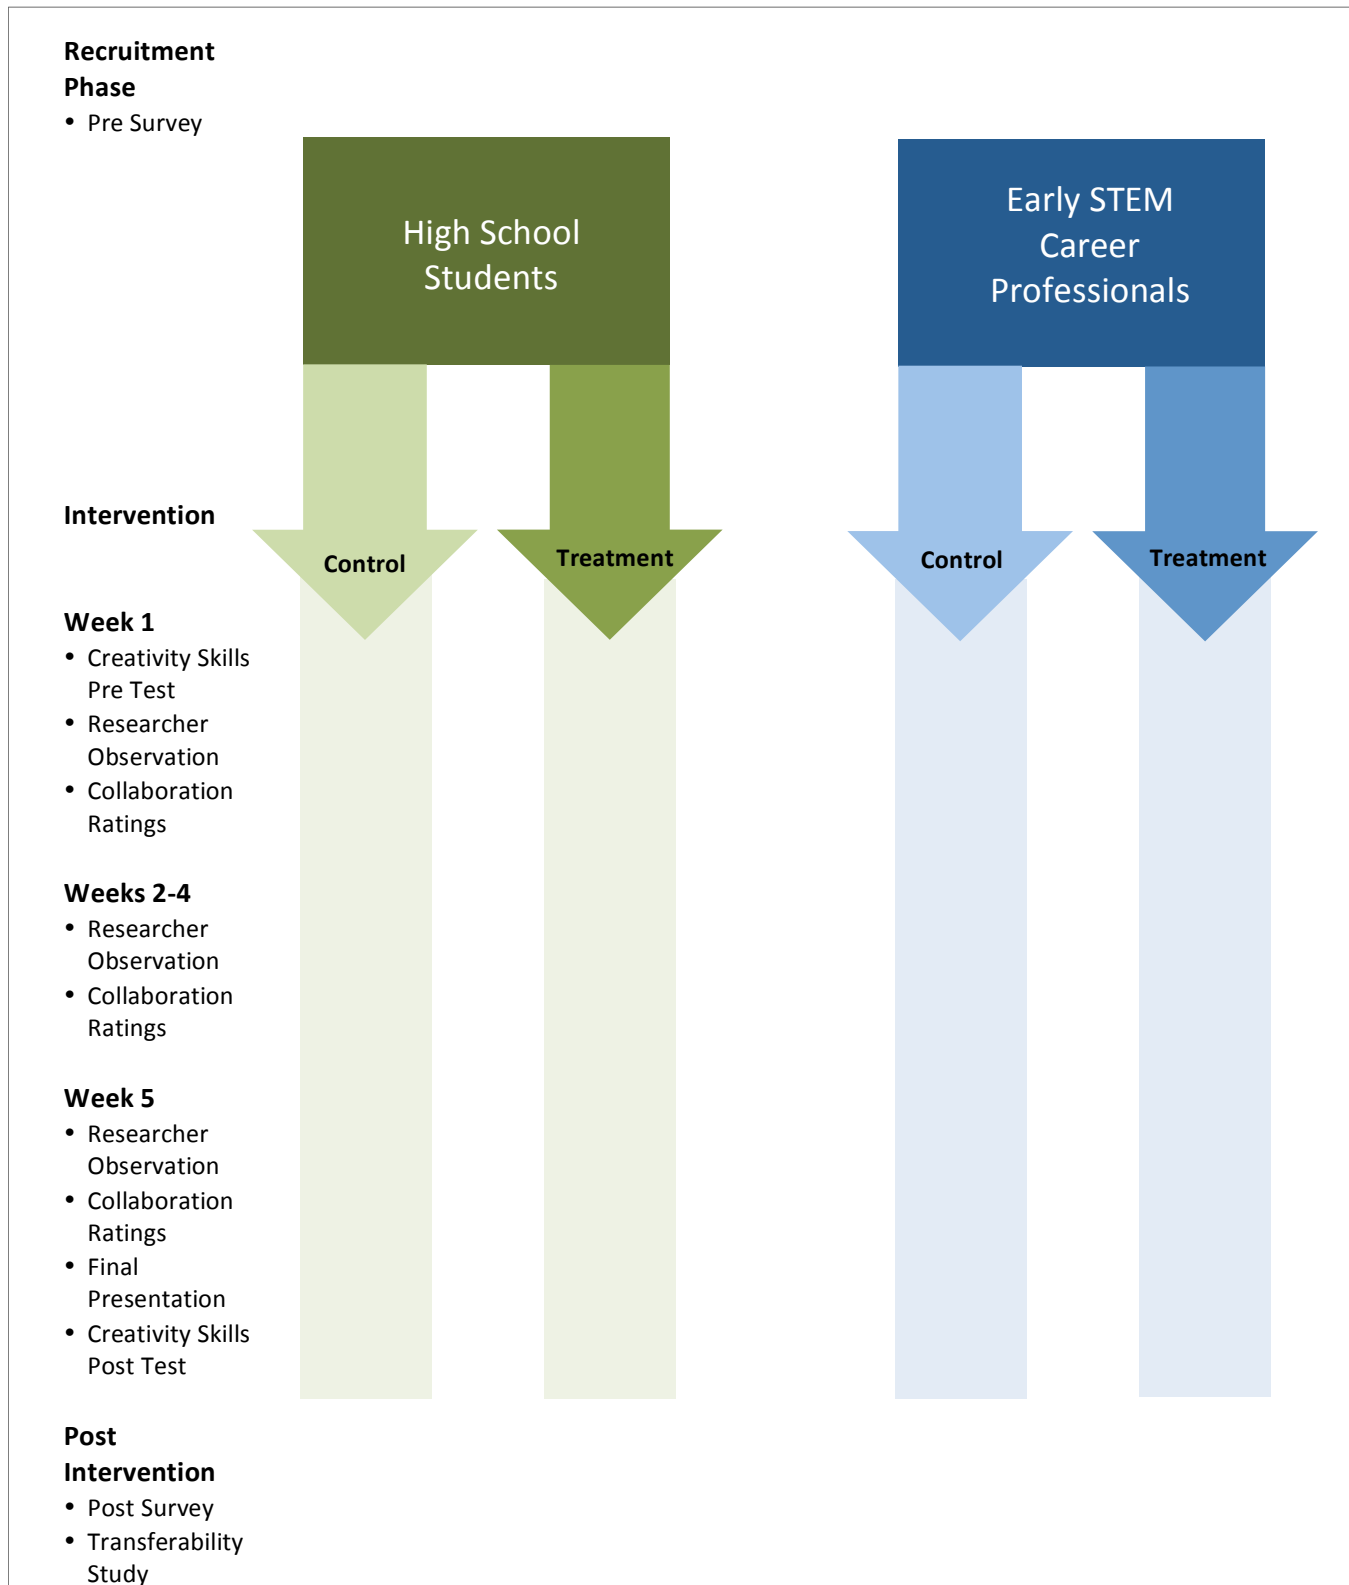 Recruitment
Phase
• Pre Survey
High School
Students
Early STEM
Career
Professionals
Intervention
Control
Treatment
Control
Treatment
Week 1
• Creativity Skills
Pre Test
• Researcher
Observation
• Collaboration
Ratings
Weeks 2-4
• Researcher
Observation
• Collaboration
Ratings
Week 5
• Researcher
Observation
• Collaboration
Ratings
• Final
Presentation
• Creativity Skills
Post Test
Post
Intervention
• Post Survey
• Transferability
Study